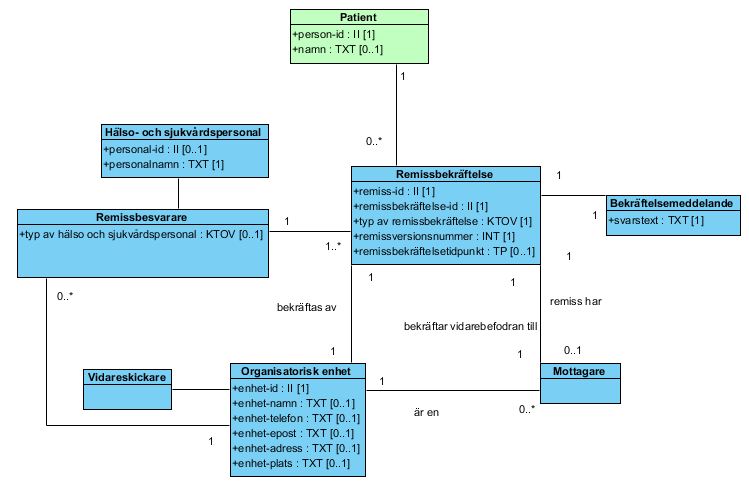 Patient
+person-id : II [1]
+namn : TXT [0..1]
1
0..*
Hälso- och sjukvårdspersonal
+personal-id : II [0..1]
+personalnamn : TXT [1]
Remissbekräftelse
+remiss-id : II [1]
+remissbekräftelse-id : II [1]
+typ av remissbekräftelse : KTOV [1]
+remissversionsnummer : INT [1]
+remissbekräftelsetidpunkt : TP [0..1]
1
1
Bekräftelsemeddelande
+svarstext : TXT [1]
Remissbesvarare
+typ av hälso och sjukvårdspersonal : KTOV [0..1]
1
1..*
0..*
1
bekräftas av
1
1
bekräftar vidarebefodran till
1
1
remiss har
0..1
Vidareskickare
Organisatorisk enhet
+enhet-id : II [1]
+enhet-namn : TXT [0..1]
+enhet-telefon : TXT [0..1]
+enhet-epost : TXT [0..1]
+enhet-adress : TXT [0..1]
+enhet-plats : TXT [0..1]
1
1
är en
0..*
Mottagare